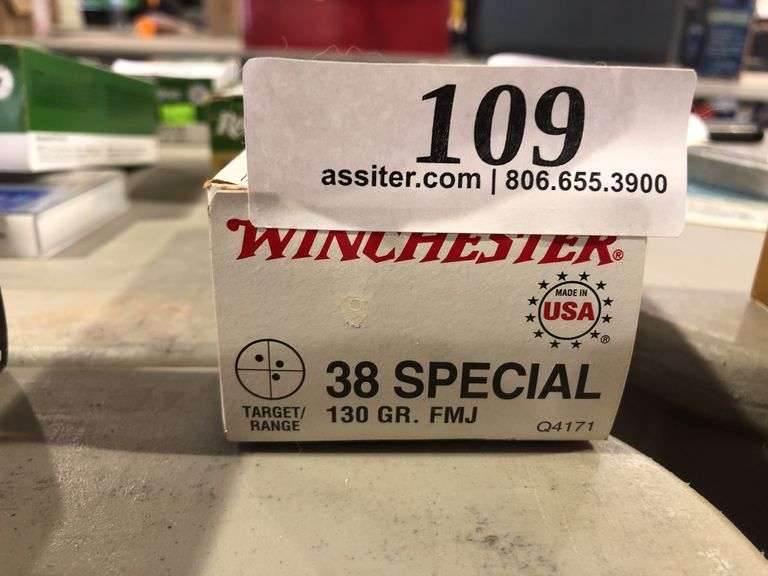 109
assiter.com | 806.655.3900
WINCHESTER®
MADE IN
USA
®
38 SPECIAL
TARGET/
RANGE
130 GR. FMJ
Q4171